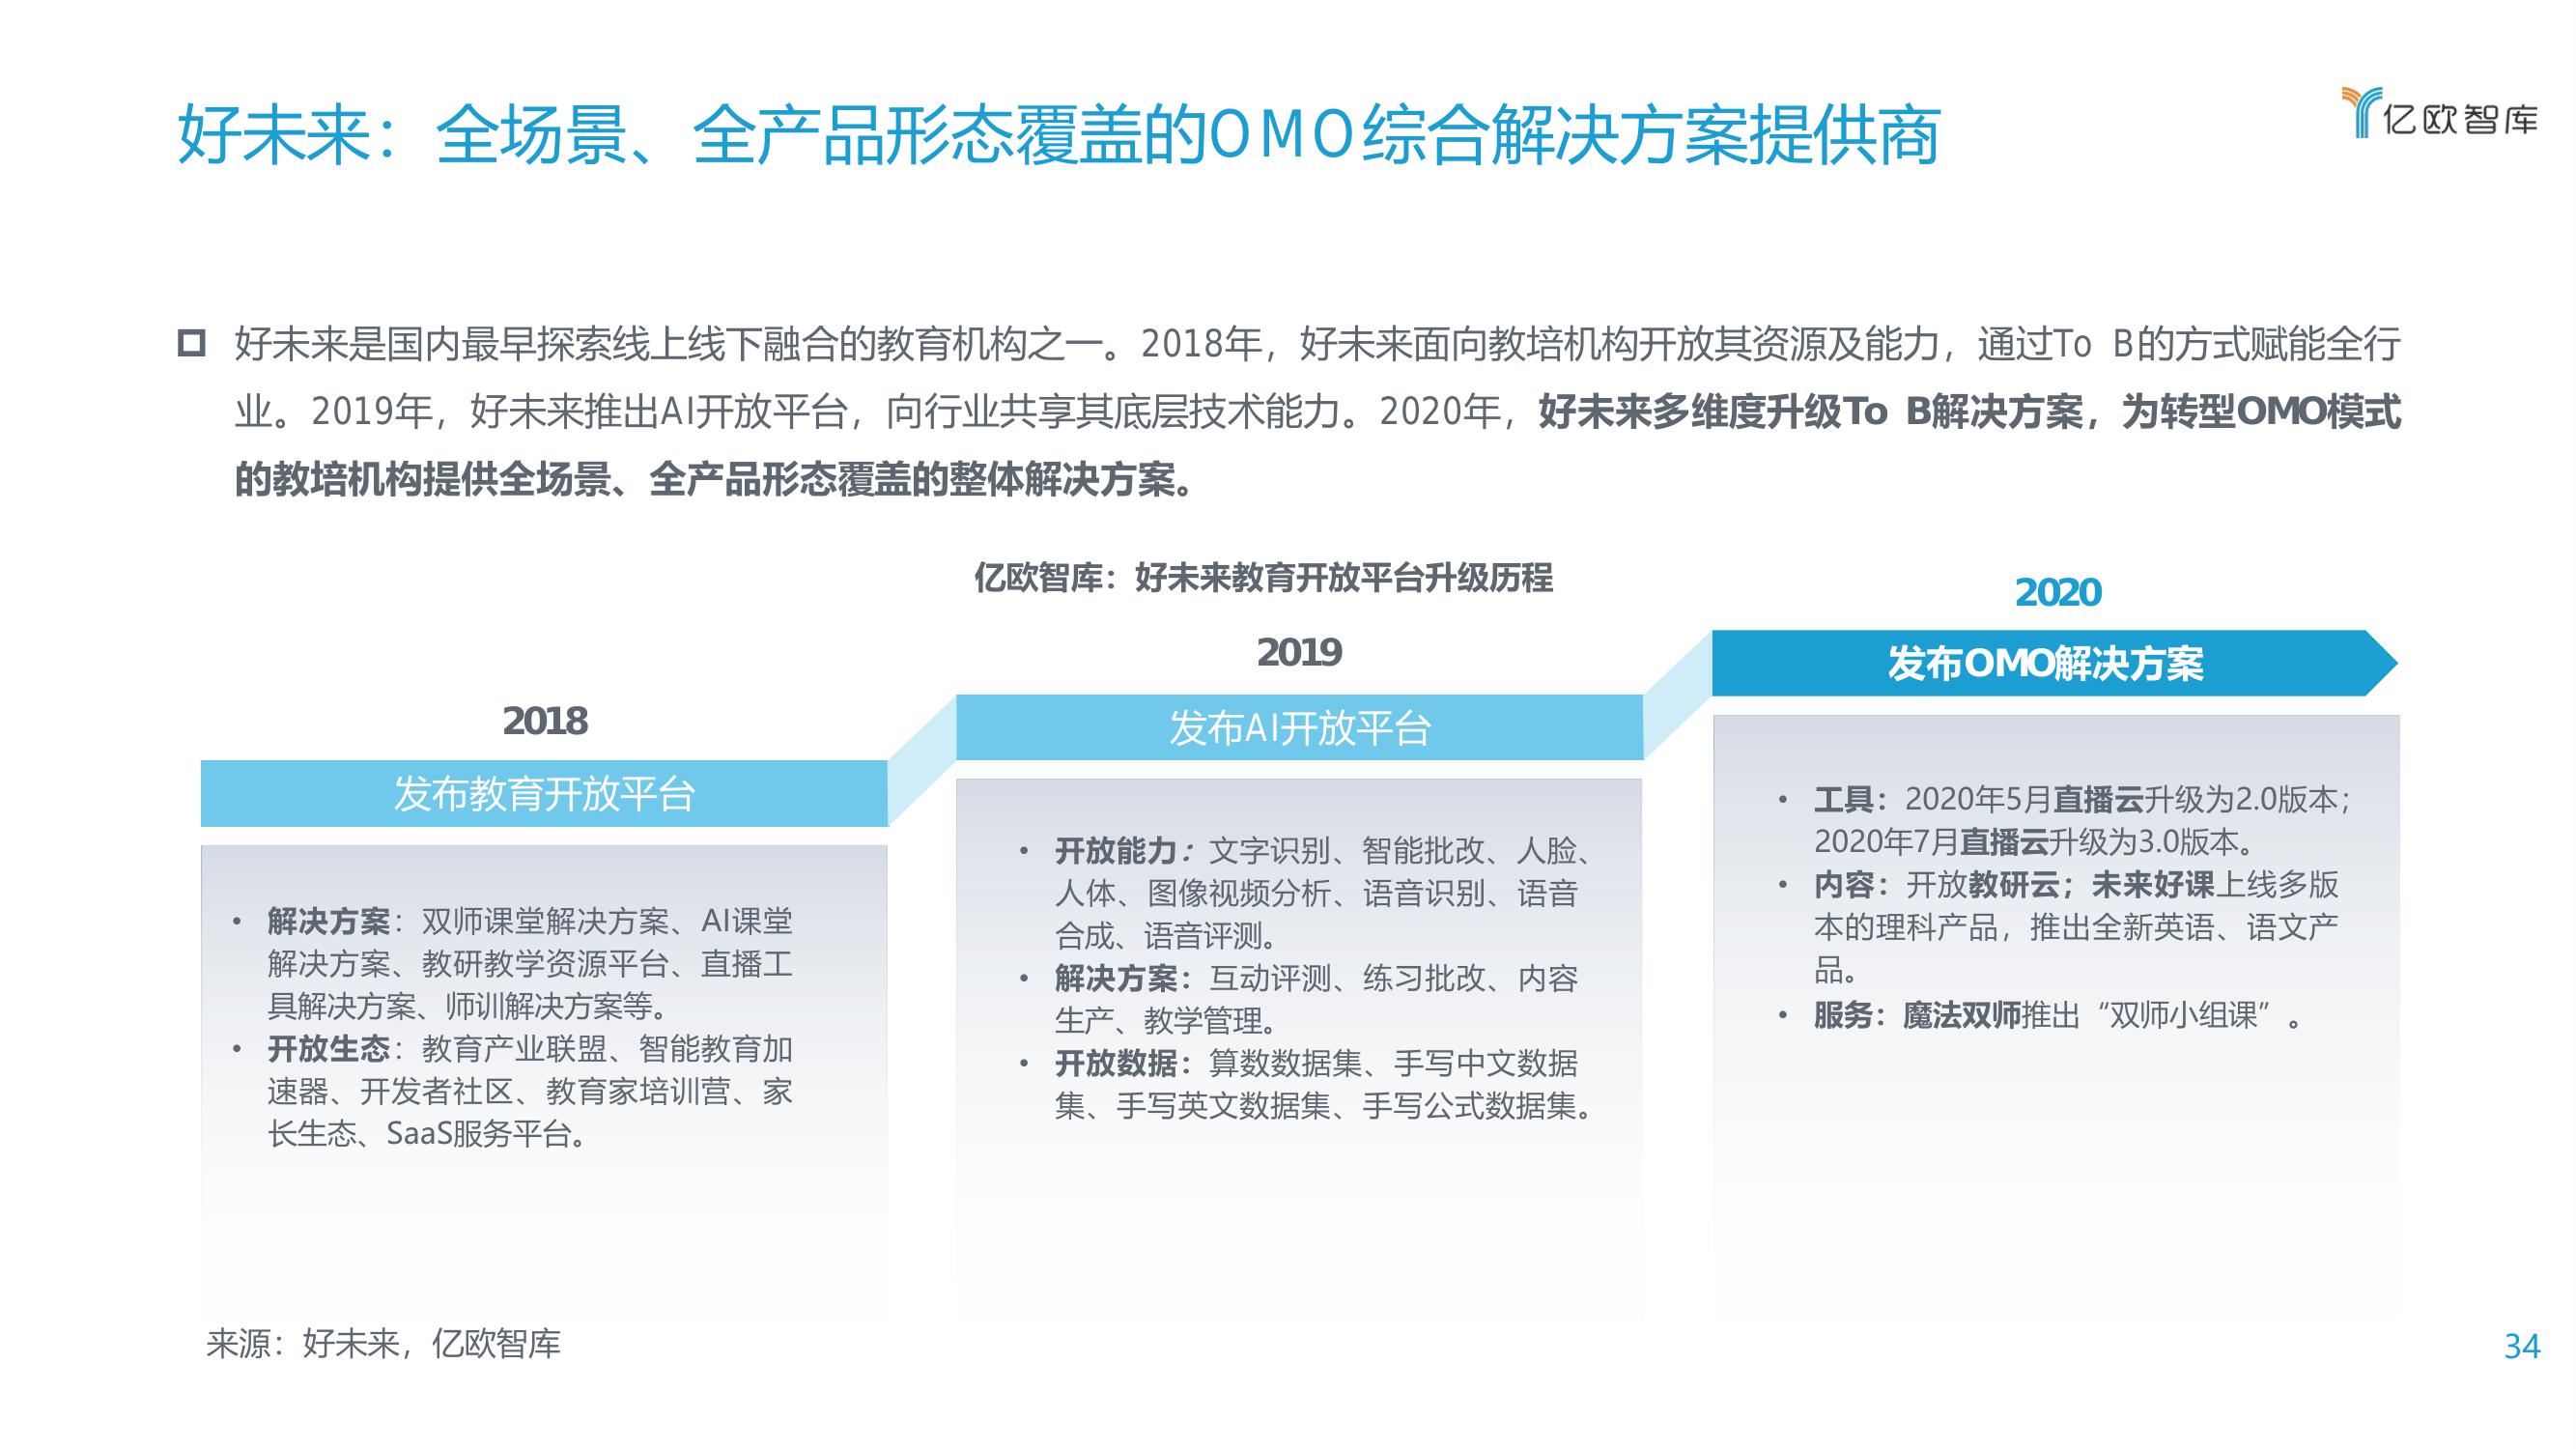 好未来：全场景、全产品形态覆盖的OMO综合解决方案提供商
亿欧智库
好未来是国内最早探索线上线下融合的教育机构之一。2018年，好未来面向教培机构开放其资源及能力，通过To B的方式赋能全行
业。2019年，好未来推出AI开放平台，向行业共享其底层技术能力。2020年，好未来多维度升级To B解决方案，为转型OMO模式
的教培机构提供全场景、全产品形态覆盖的整体解决方案。
亿欧智库：好未来教育开放平台升级历程
2018
发布教育开放平台
• 解决方案：双师课堂解决方案、AI课堂
解决方案、教研教学资源平台、直播工
具解决方案、师训解决方案等。
• 开放生态：教育产业联盟、智能教育加
速器、开发者社区、教育家培训营、家
长生态、SaaS服务平台。
2019
发布AI开放平台
• 开放能力：文字识别、智能批改、人脸、
人体、图像视频分析、语音识别、语音
合成、语音评测。
• 解决方案：互动评测、练习批改、内容
生产、教学管理。
• 开放数据：算数数据集、手写中文数据
集、手写英文数据集、手写公式数据集。
2020
发布OMO解决方案
• 工具：2020年5月直播云升级为2.0版本；
2020年7月直播云升级为3.0版本。
• 内容：开放教研云；未来好课上线多版
本的理科产品，推出全新英语、语文产
品。
• 服务：魔法双师推出“双师小组课”。
来源：好未来，亿欧智库
34